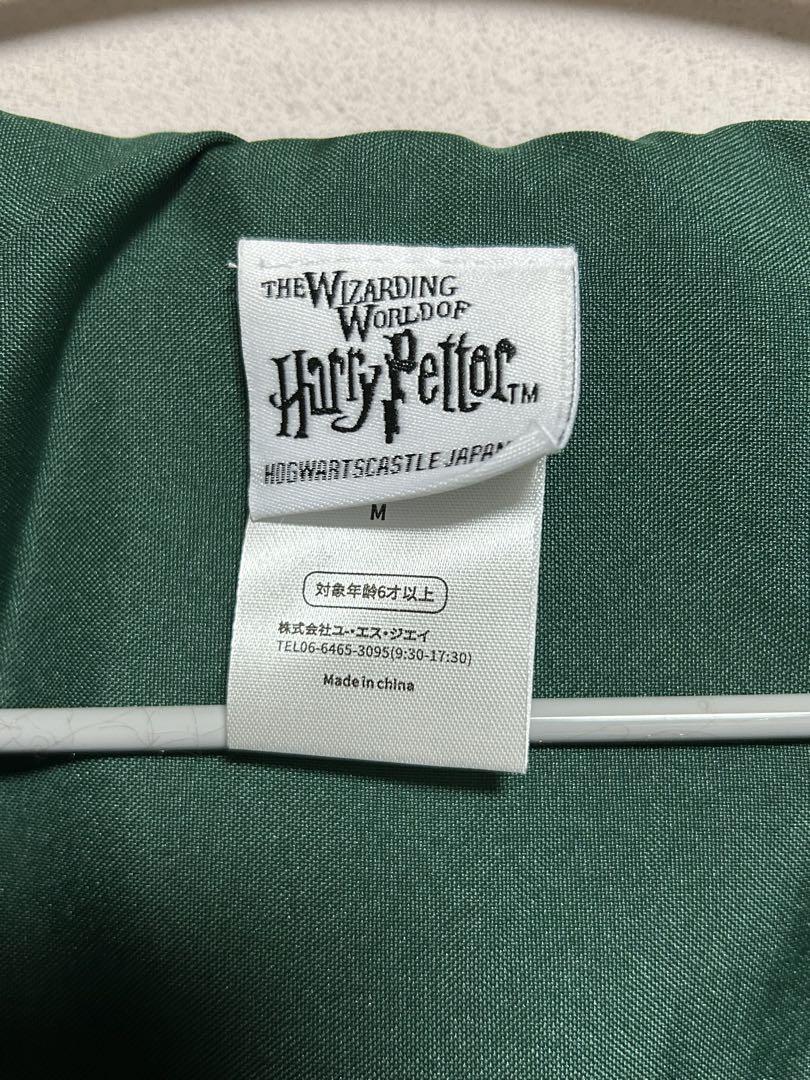 THE WIZARDING
WORLD OF
Harry Pettor TM
HOGWARTSCASTLE JAPAN
M
対象年齢6才以上
株式会社ユー・エス・ジエイ
TEL06-6465-3095(9:30-17:30)
Made in china